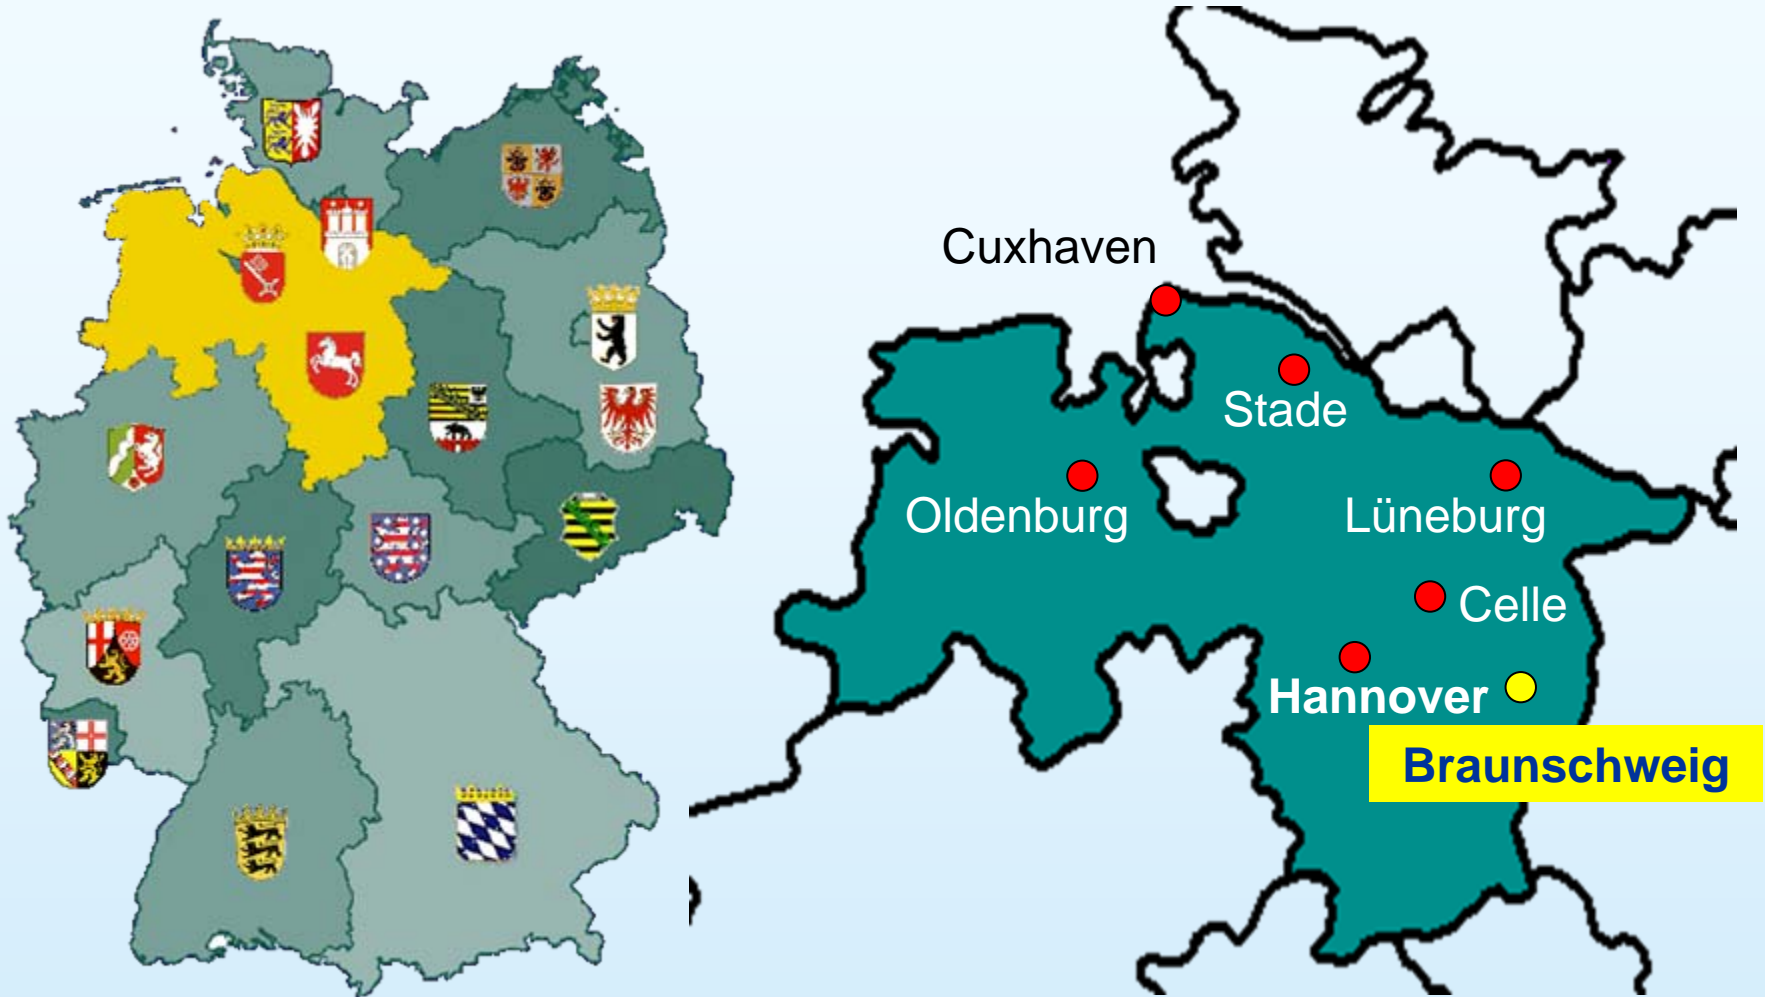 Cuxhaven
Stade
Oldenburg
Lüneburg
Celle
Hannover
Braunschweig